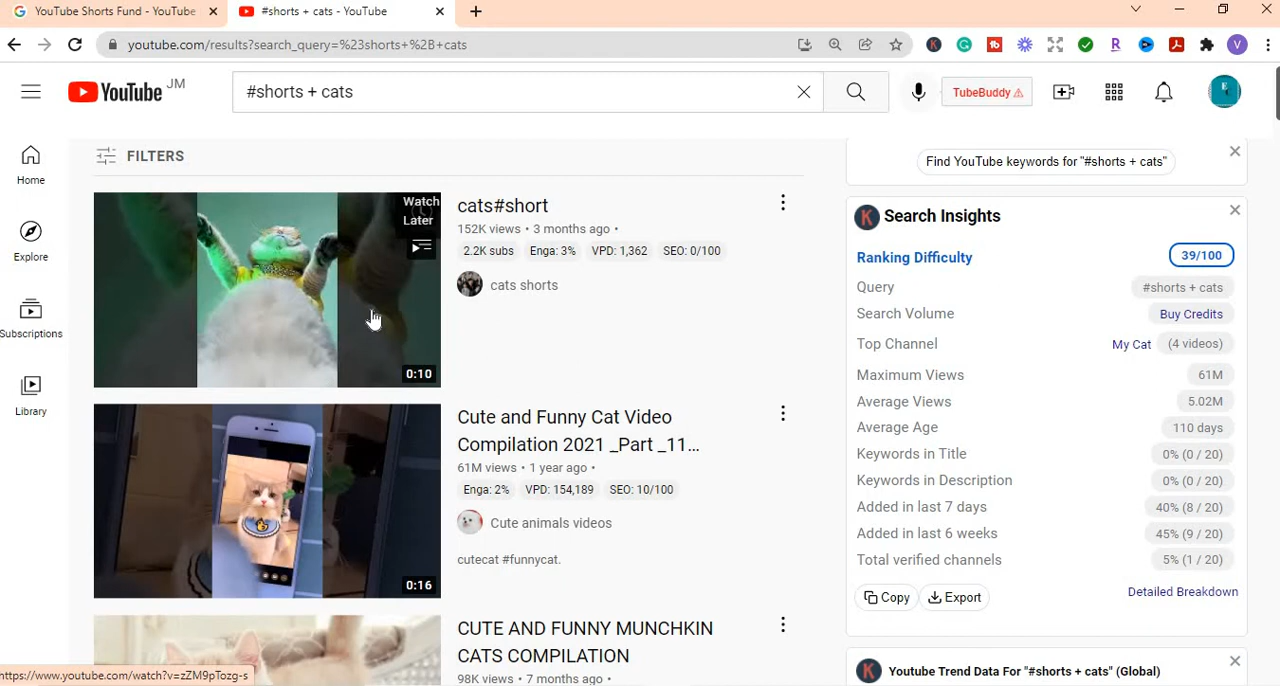 YouTube Shorts Fund - YouTube
#shorts + cats - YouTube
youtube.com/results?search_query=%23shorts+%2B+cats
YouTube JM
#shorts + cats
TubeBuddy
Home
Explore
Subscriptions
Library
FILTERS
Watch
Later
0:10
cats#short
152K views • 3 months ago •
2.2K subs Enga: 3% VPD: 1,362 SEO: 0/100
cats shorts
0:16
Cute and Funny Cat Video
Compilation 2021 _Part _11...
61M views • 1 year ago •
Enga: 2% VPD: 154,189 SEO: 10/100
Cute animals videos
cutecat #funnycat.
CUTE AND FUNNY MUNCHKIN
CATS COMPILATION
98K views • 7 months ago •
Find YouTube keywords for "#shorts + cats"
Search Insights
Ranking Difficulty 39/100
Query #shorts + cats
Search Volume Buy Credits
Top Channel My Cat (4 videos)
Maximum Views 61M
Average Views 5.02M
Average Age 110 days
Keywords in Title 0% (0 / 20)
Keywords in Description 0% (0 / 20)
Added in last 7 days 40% (8 / 20)
Added in last 6 weeks 45% (9 / 20)
Total verified channels 5% (1 / 20)
Copy Export Detailed Breakdown
Youtube Trend Data For "#shorts + cats" (Global)
https://www.youtube.com/watch?v=zZM9pTozg-s